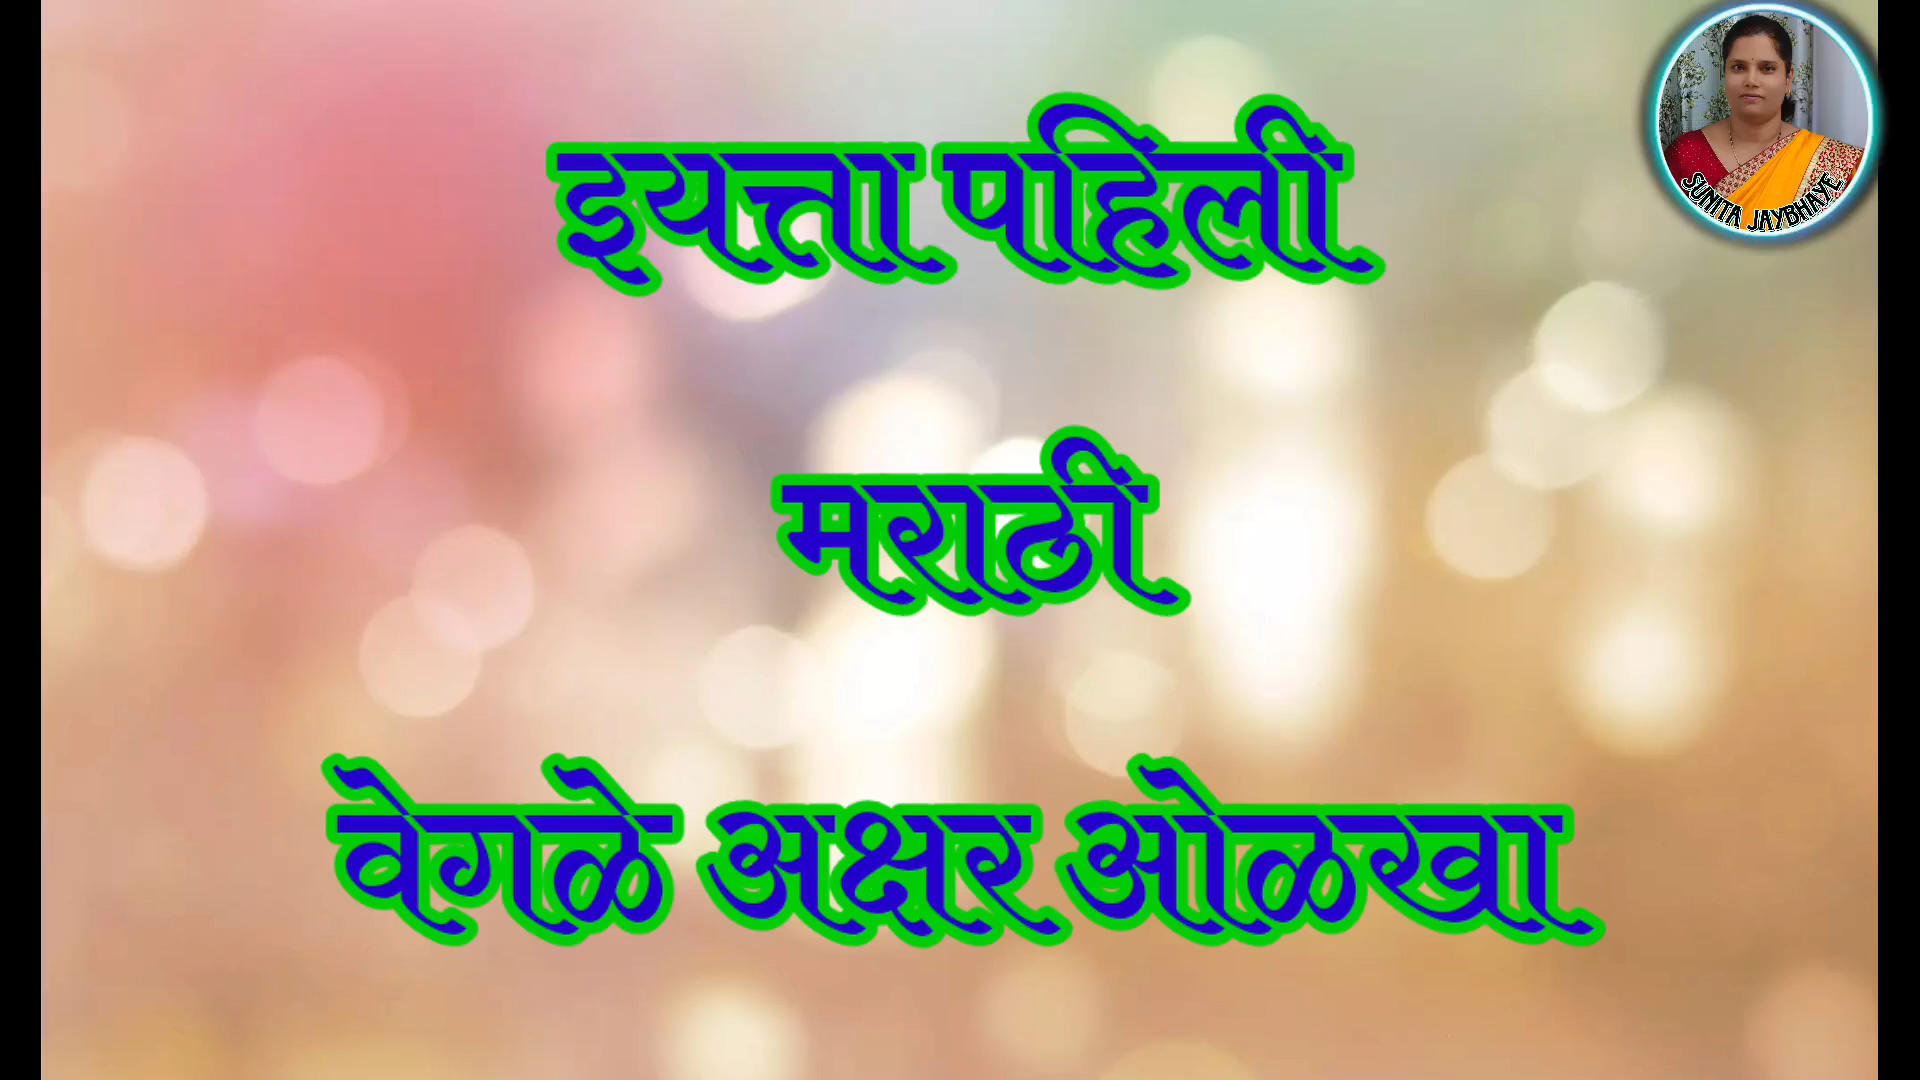 इयत्ता पहिली
मराठी
वेगळे अक्षर ओळखा
SUNITA JAYBHAYE